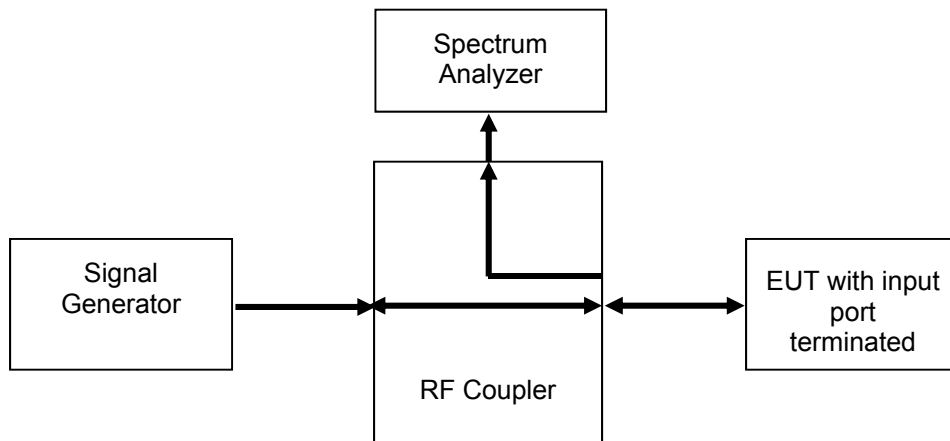 Spectrum
Analyzer
Signal
Generator
EUT with input
port
terminated
RF Coupler